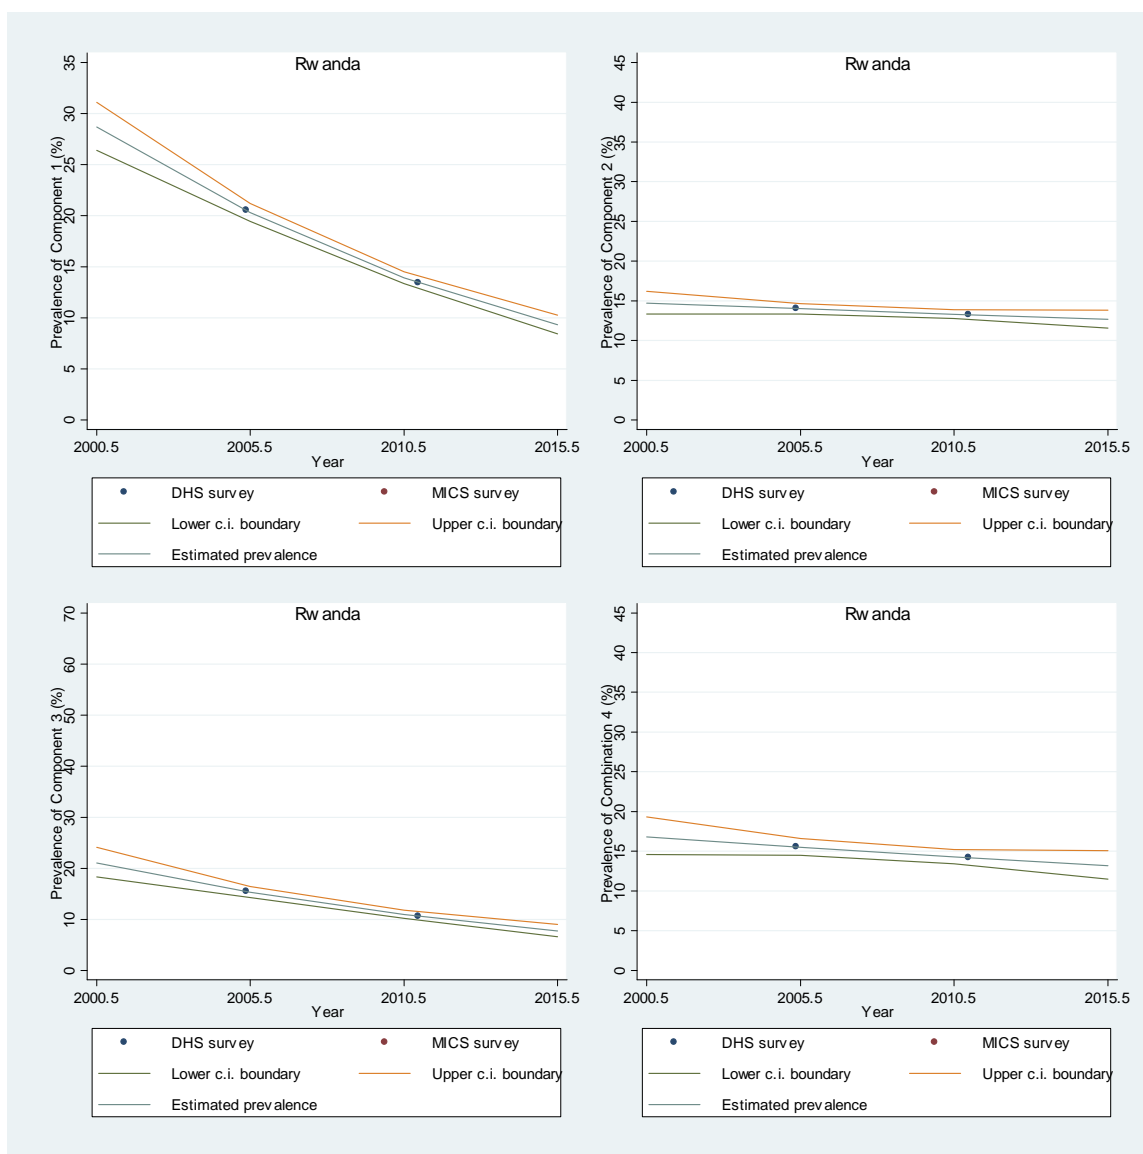 Rwanda
Prevalence of Component 1 (%)
35
30
25
20
15
10
5
0
2000.5 2005.5 2010.5 2015.5
Year
DHS survey MICS survey
Lower c.i. boundary Upper c.i. boundary
Estimated prevalence
Rwanda
Prevalence of Component 2 (%)
45
40
35
30
25
20
15
10
5
0
2000.5 2005.5 2010.5 2015.5
Year
DHS survey MICS survey
Lower c.i. boundary Upper c.i. boundary
Estimated prevalence
Rwanda
Prevalence of Component 3 (%)
70
60
50
40
30
20
10
0
2000.5 2005.5 2010.5 2015.5
Year
DHS survey MICS survey
Lower c.i. boundary Upper c.i. boundary
Estimated prevalence
Rwanda
Prevalence of Combination 4 (%)
45
40
35
30
25
20
15
10
5
0
2000.5 2005.5 2010.5 2015.5
Year
DHS survey MICS survey
Lower c.i. boundary Upper c.i. boundary
Estimated prevalence